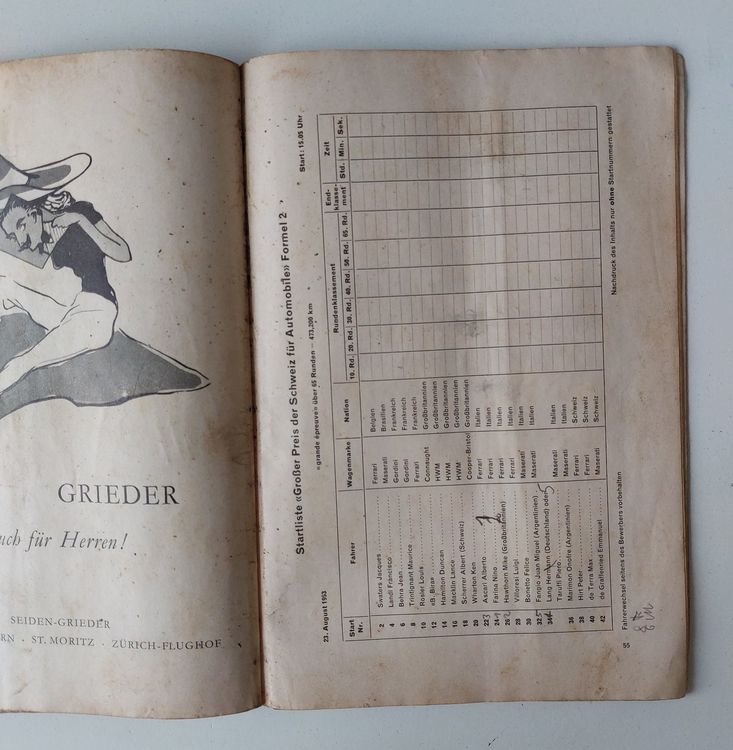 GRIEDER
uch für Herren!
SEIDEN-GRIEDER
RN · ST. MORITZ · ZÜRICH-FLUGHOF
Startliste «Großer Preis der Schweiz für Automobile» Formel 2
23. August 1953 «grande épreuve» über 65 Runden = 473,200 km Start: 15.05 Uhr
Start Nr. Fahrer Wagenmarke Nation Rundenklassement End-klasse-ment Zeit
10. Rd. 20. Rd. 30. Rd. 40. Rd. 50. Rd. 65. Rd. Std. Min. Sek.
2 Swaters Jacques Ferrari Belgien
4 Landi Francisco Maserati Brasilien
6 Behra Jean Gordini Frankreich
8 Trintignant Maurice Gordini Frankreich
10 Rosier Louis Ferrari Frankreich
12 «B. Bira» Connaught Großbritannien
14 Hamilton Duncan HWM Großbritannien
16 Macklin Lance HWM Großbritannien
18 Scherrer Albert (Schweiz) HWM Großbritannien
20 Wharton Ken Cooper-Bristol Großbritannien
22 Ascari Alberto Ferrari Italien
24 Farina Nino Ferrari Italien
26 Hawthorn Mike (Großbritannien) Ferrari Italien
28 Villoresi Luigi Ferrari Italien
30 Bonetto Felice Maserati Italien
32 Fangio Juan Miguel (Argentinien) Maserati Italien
34 Lang Hermann (Deutschland) oder
Taruffi Piero Maserati Italien
36 Marimon Onofre (Argentinien) Maserati Italien
38 Hirt Peter Ferrari Schweiz
40 de Terra Max Ferrari Schweiz
42 de Graffenried Emmanuel Maserati Schweiz
Fahrerwechsel seitens des Bewerbers vorbehalten Nachdruck des Inhalts nur ohne Startnummern gestattet
55